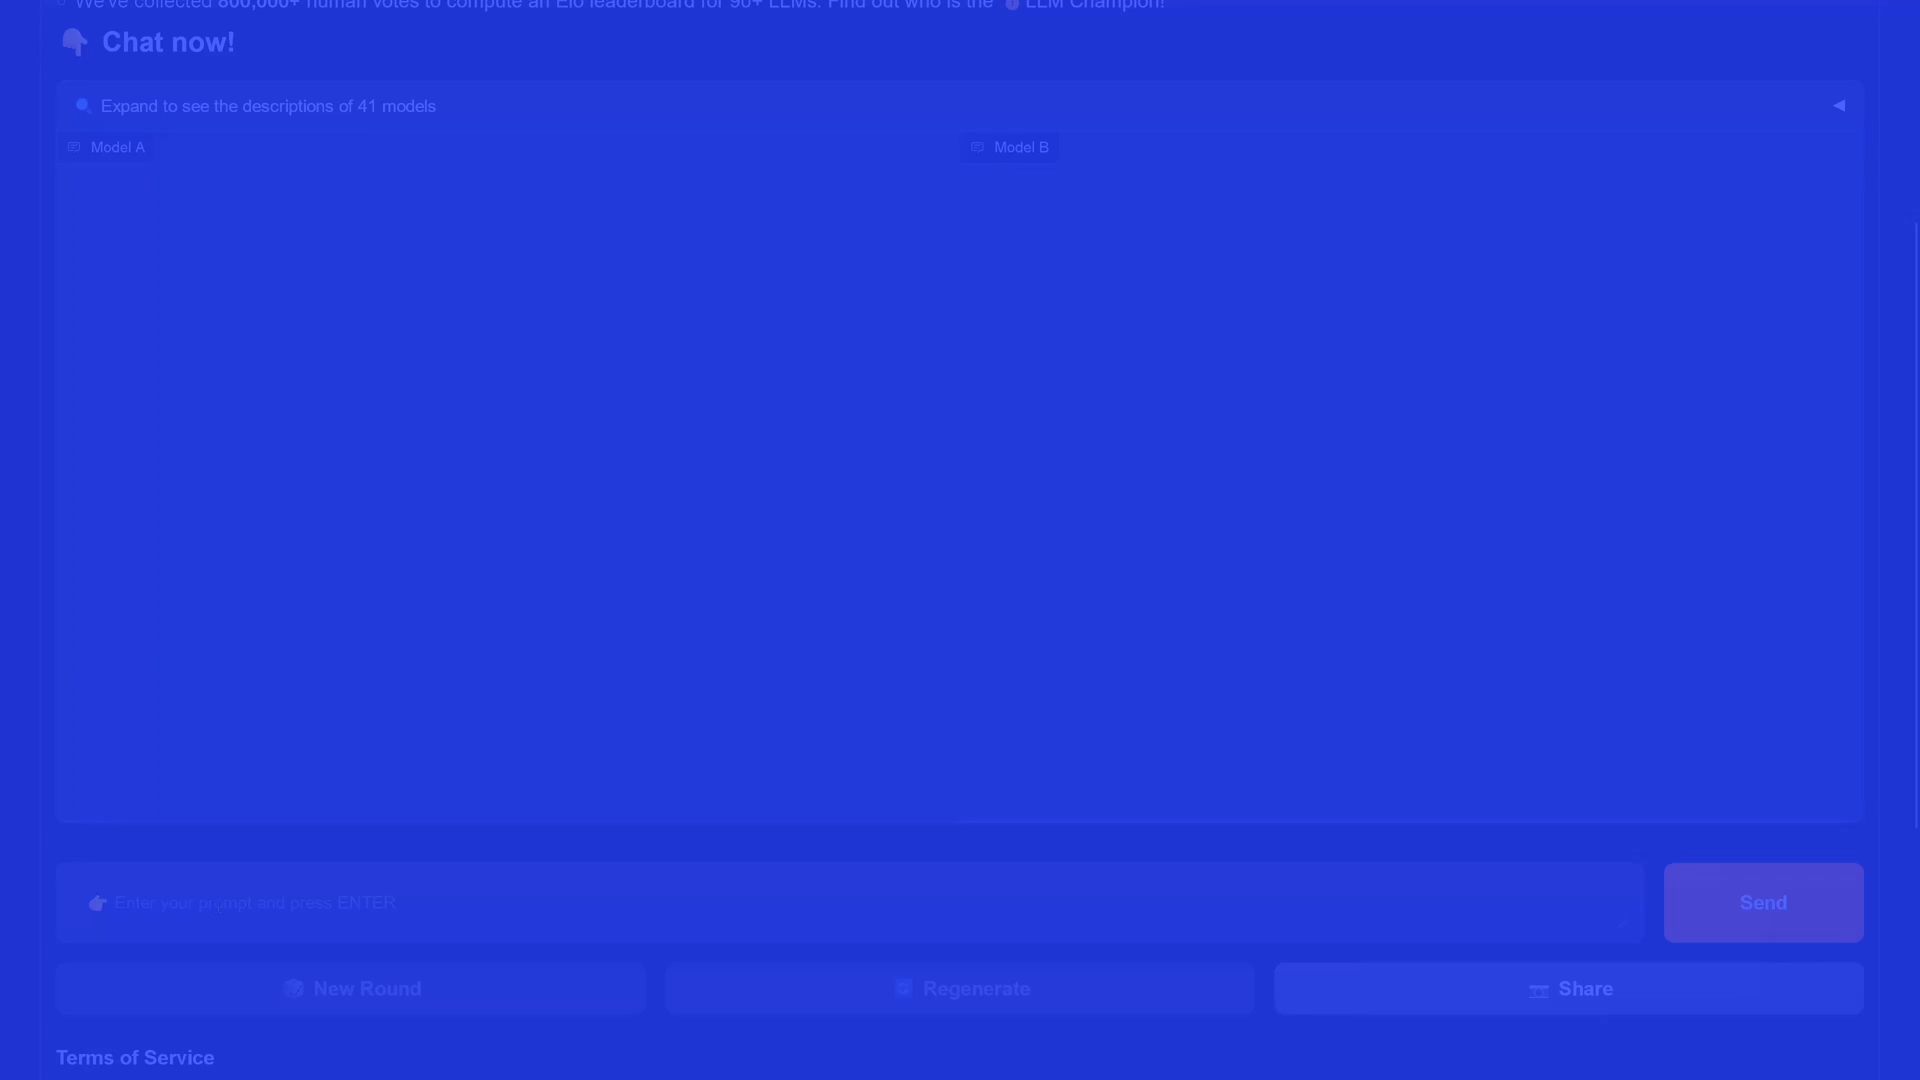 We've collected 800,000+ human votes to compute an Elo leaderboard for 90+ LLMs. Find out who is the LLM Champion!
Chat now!
Expand to see the descriptions of 41 models
Model A
Model B
Enter your prompt and press ENTER
Send
New Round
Regenerate
Share
Terms of Service